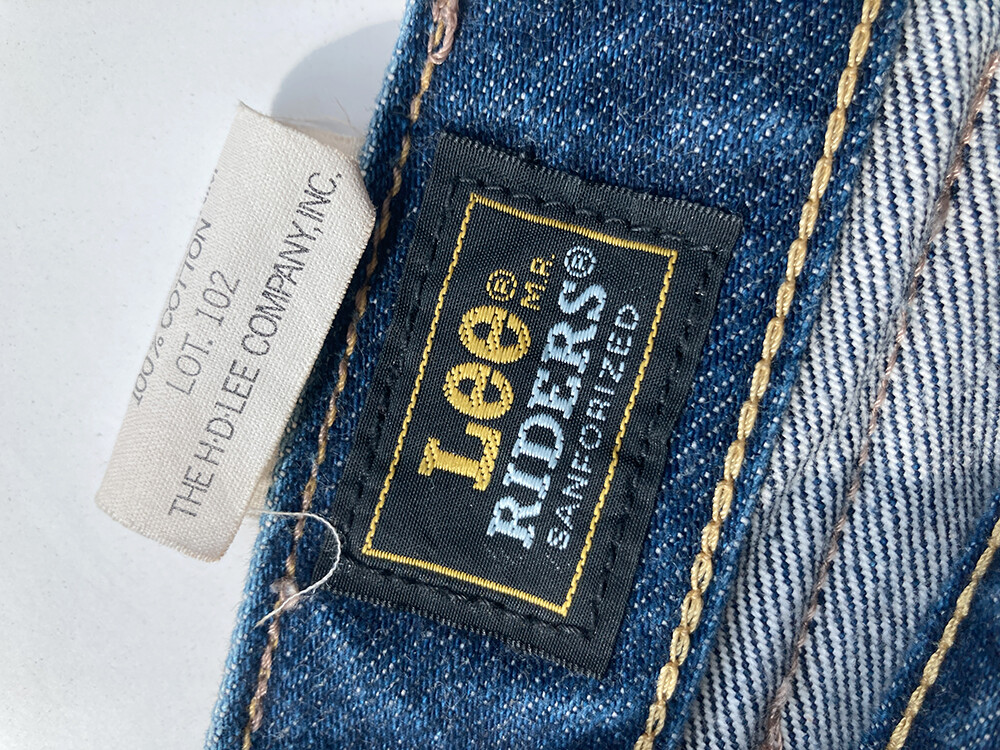 100% COTTON
LOT. 102
THE H·D·LEE COMPANY, INC.
Lee® M.R.
RIDERS®
SANFORIZED